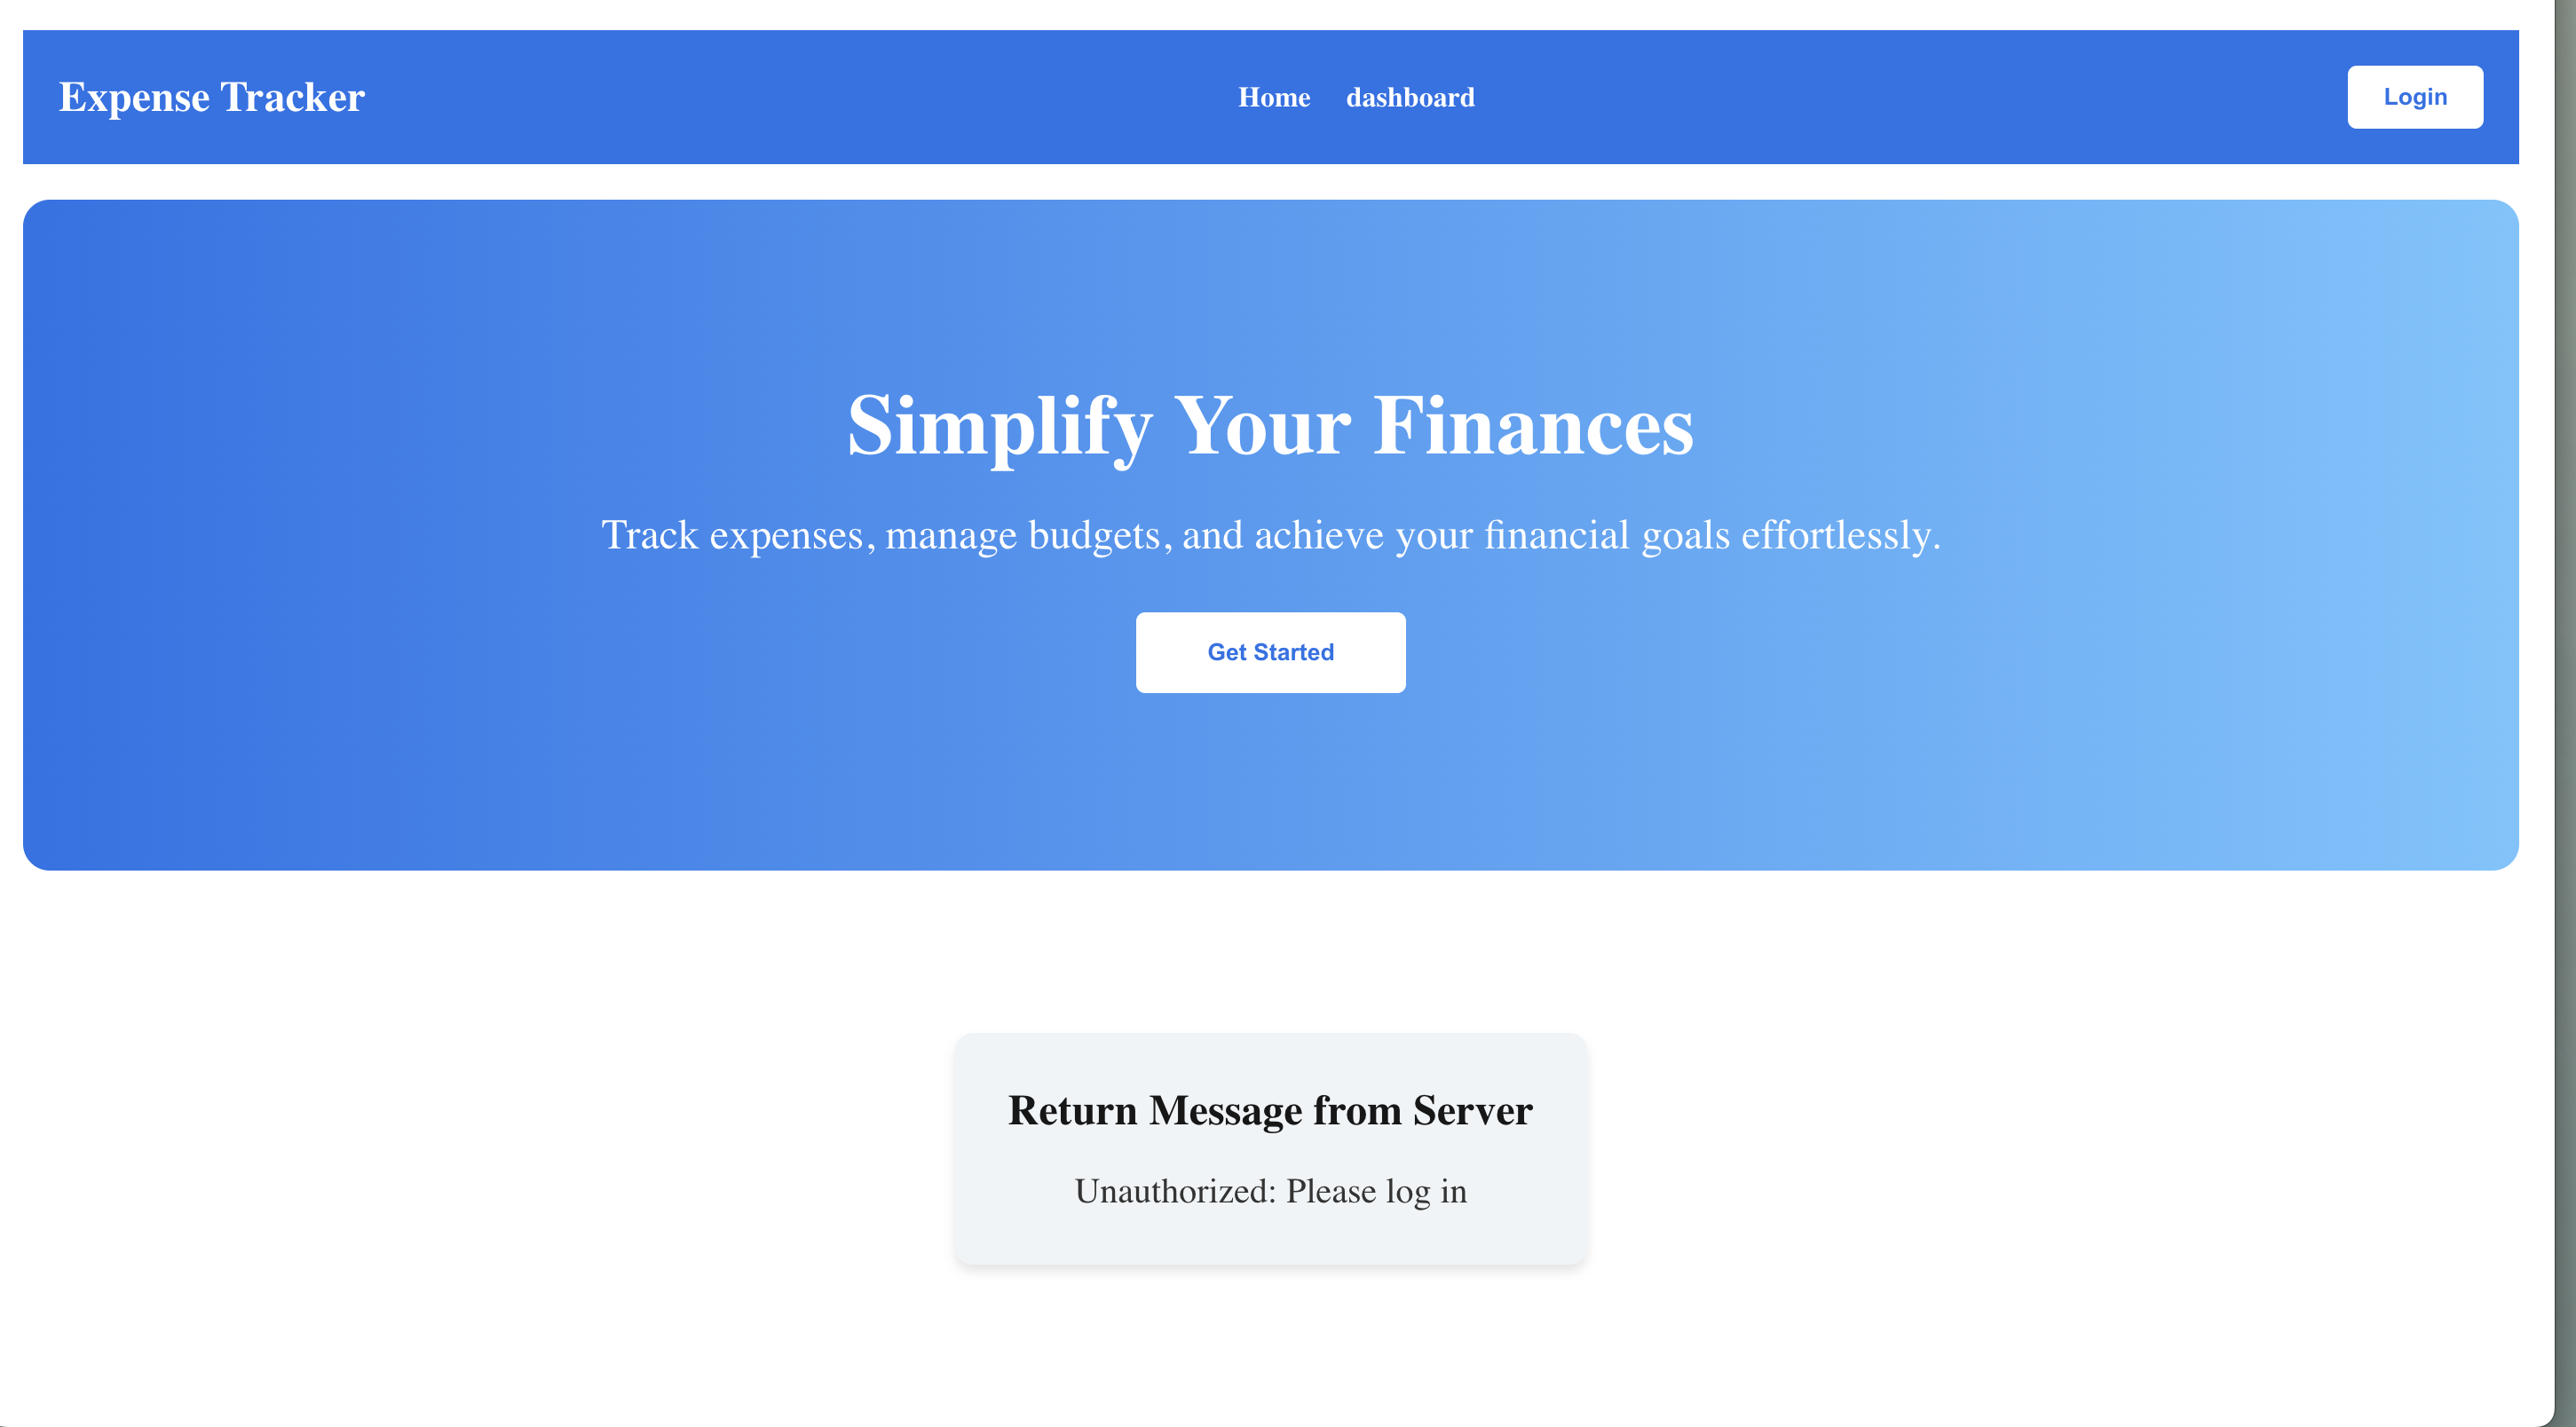 Expense Tracker
Home dashboard
Login
Simplify Your Finances
Track expenses, manage budgets, and achieve your financial goals effortlessly.
Get Started
Return Message from Server
Unauthorized: Please log in